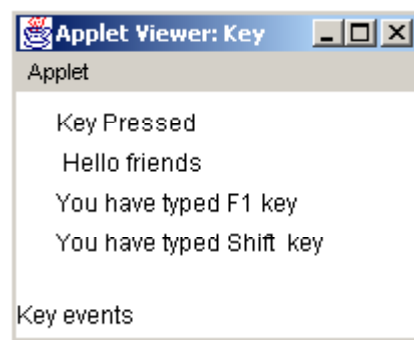 Applet Viewer: Key
Applet
Key Pressed
Hello friends
You have typed F1 key
You have typed Shift key
Key events